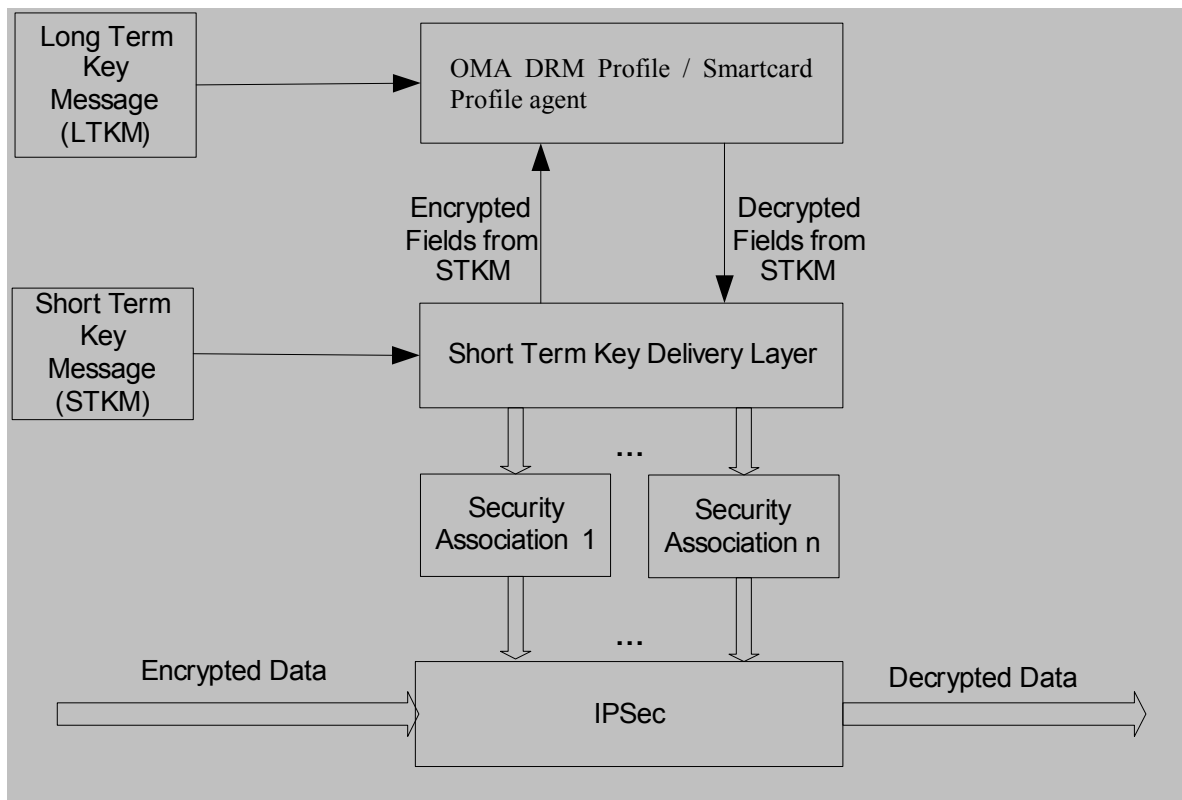 Long Term
Key
Message
(LTKM)
OMA DRM Profile / Smartcard
Profile agent
Encrypted
Fields from
STKM
Decrypted
Fields from
STKM
Short Term
Key
Message
(STKM)
Short Term Key Delivery Layer
...
Security
Association 1
Security
Association n
...
Encrypted Data
IPSec
Decrypted Data